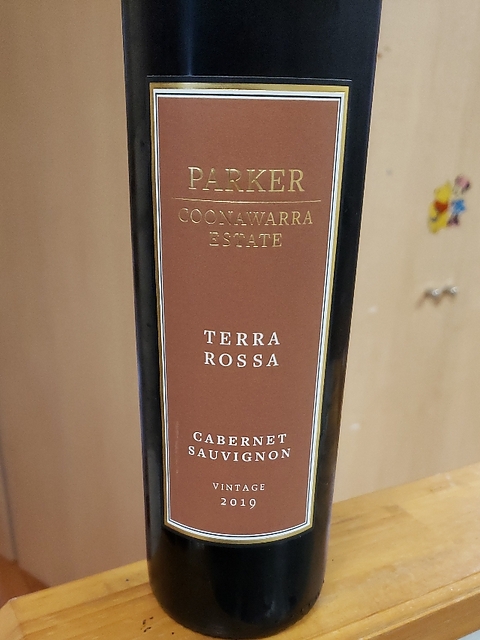 PARKER
COONAWARRA
ESTATE
TERRA
ROSSA
CABERNET
SAUVIGNON
VINTAGE
2019